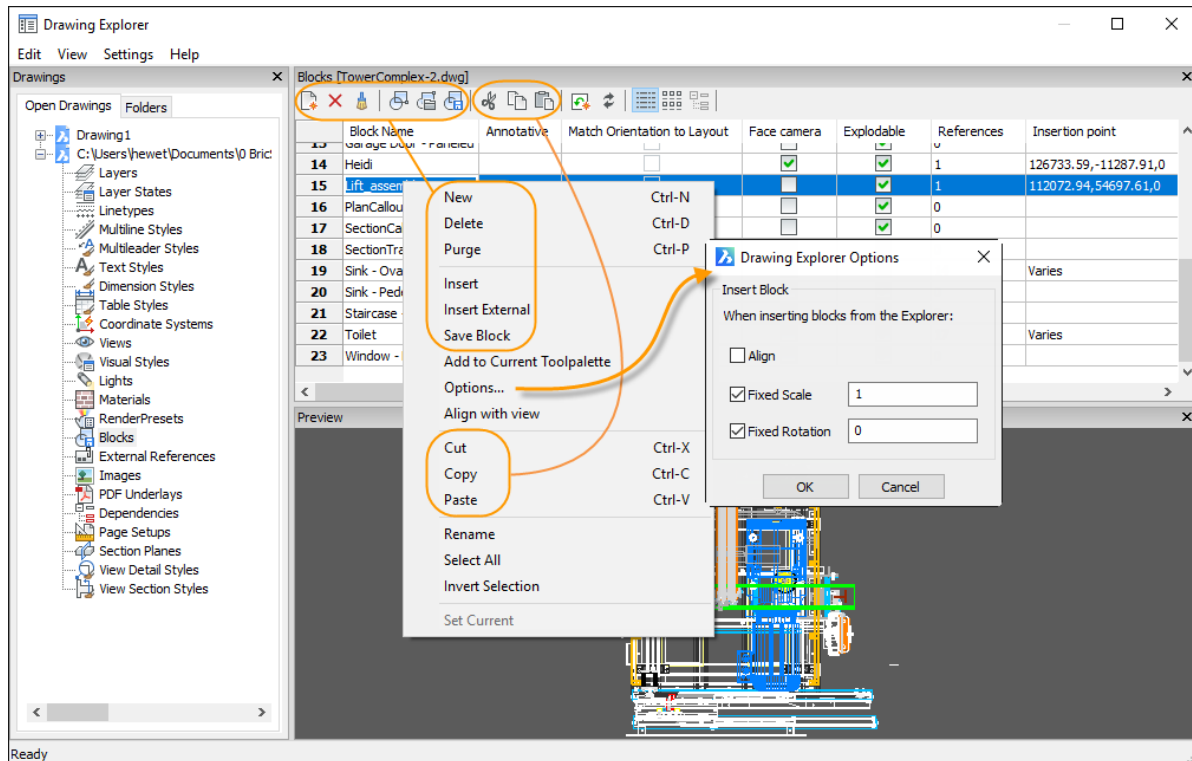 Drawing Explorer
Edit View Settings Help
Drawings
Open Drawings Folders
Drawing1
C:\Users\hewet\Documents\0 Bric
Layers
Layer States
Linetypes
Multiline Styles
Multileader Styles
Text Styles
Dimension Styles
Table Styles
Coordinate Systems
Views
Visual Styles
Lights
Materials
RenderPresets
Blocks
External References
Images
PDF Underlays
Dependencies
Page Setups
Section Planes
View Detail Styles
View Section Styles
Blocks [TowerComplex-2.dwg]
Block Name Annotative Match Orientation to Layout Face camera Explodable References Insertion point
Garage Door - Paneled
14 Heidi 1 126733.59,-11287.91,0
15 Lift_assem 1 112072.94,54697.61,0
16 PlanCallou 0
17 SectionCa 0
18 SectionTra
19 Sink - Ova Varies
20 Sink - Ped
21 Staircase
22 Toilet Varies
23 Window -
Preview
New Ctrl-N
Delete Ctrl-D
Purge Ctrl-P
Insert
Insert External
Save Block
Add to Current Toolpalette
Options...
Align with view
Cut Ctrl-X
Copy Ctrl-C
Paste Ctrl-V
Rename
Select All
Invert Selection
Set Current
Drawing Explorer Options
Insert Block
When inserting blocks from the Explorer:
Align
Fixed Scale 1
Fixed Rotation 0
OK Cancel
Ready